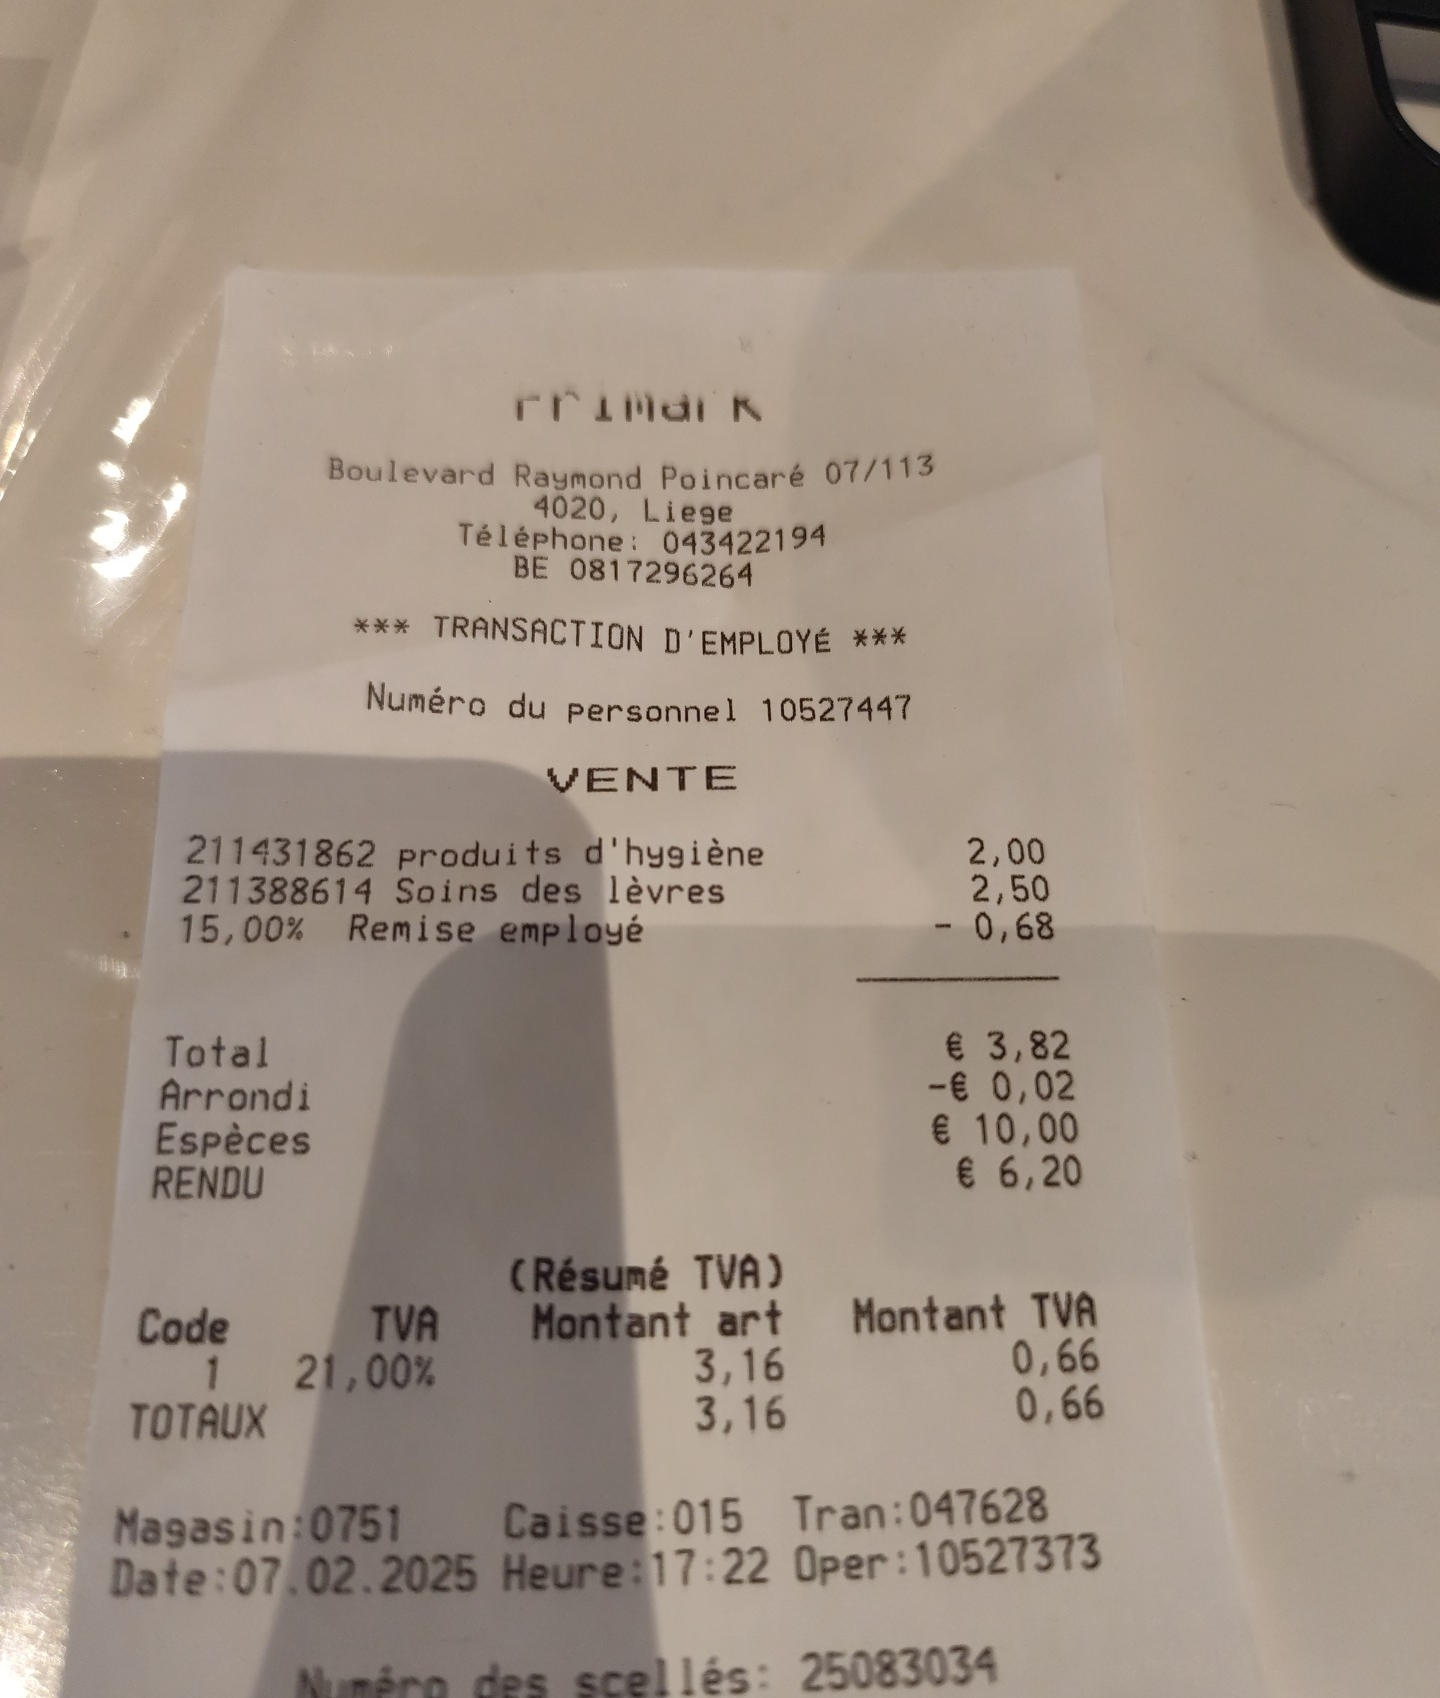 Primark
Boulevard Raymond Poincaré 07/113
4020, Liege
Téléphone: 043422194
BE 0817296264
*** TRANSACTION D'EMPLOYÉ ***
Numéro du personnel 10527447
VENTE
211431862 produits d'hygiène 2,00
211388614 Soins des lèvres 2,50
15,00% Remise employé - 0,68
Total € 3,82
Arrondi -€ 0,02
Espèces € 10,00
RENDU € 6,20
(Résumé TVA)
Code TVA Montant art Montant TVA
1 21,00% 3,16 0,66
TOTAUX 3,16 0,66
Magasin:0751 Caisse:015 Tran:047628
Date:07.02.2025 Heure:17:22 Oper:10527373
Numéro des scellés: 25083034